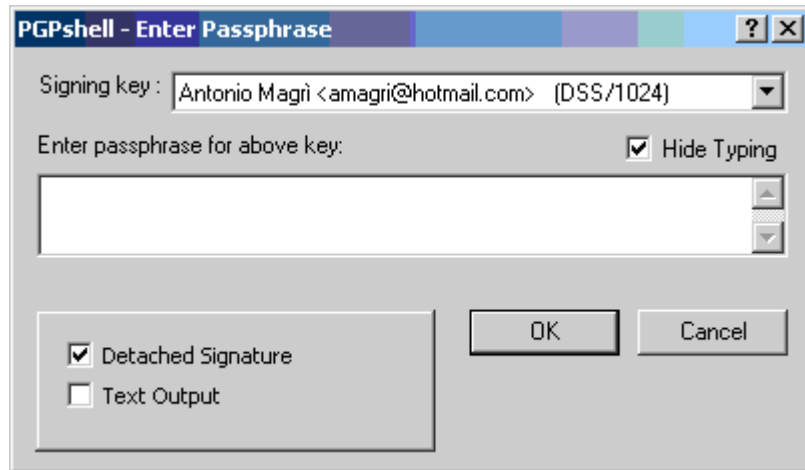 PGPshell - Enter Passphrase
Signing key : Antonio Magrì <amagri@hotmail.com> (DSS/1024)
Enter passphrase for above key: Hide Typing
OK Cancel
Detached Signature
Text Output